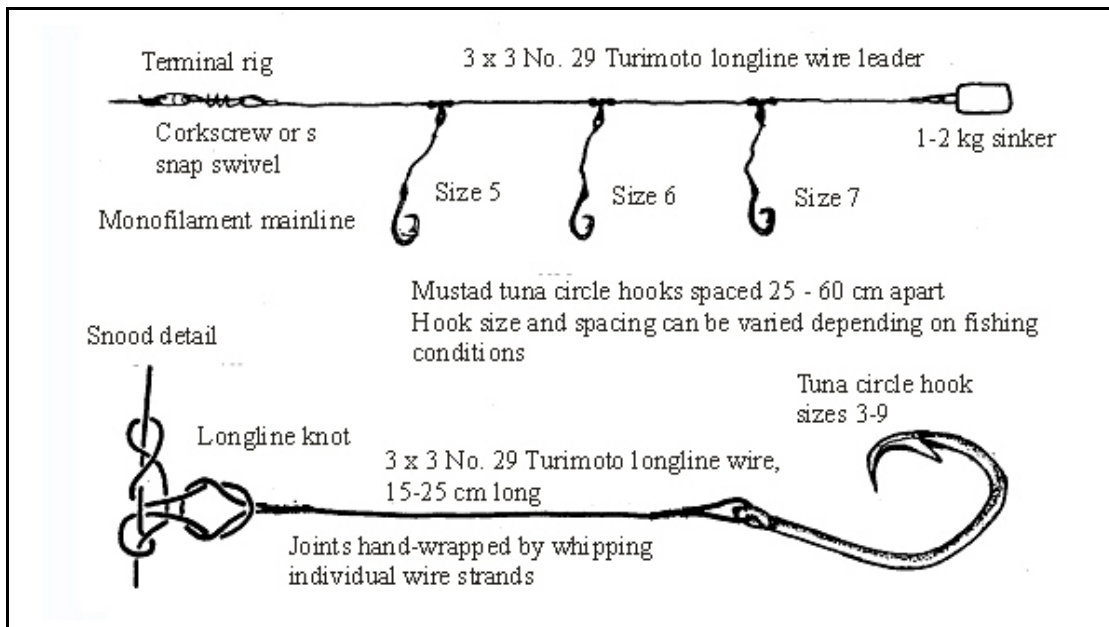 Terminal rig
3 x 3 No. 29 Turimoto longline wire leader
Corkscrew or s
snap swivel
1-2 kg sinker
Size 5
Size 6
Size 7
Monofilament mainline
Mustad tuna circle hooks spaced 25 - 60 cm apart
Hook size and spacing can be varied depending on fishing
conditions
Snood detail
Tuna circle hook
sizes 3-9
Longline knot
3 x 3 No. 29 Turimoto longline wire,
15-25 cm long
Joints hand-wrapped by whipping
individual wire strands